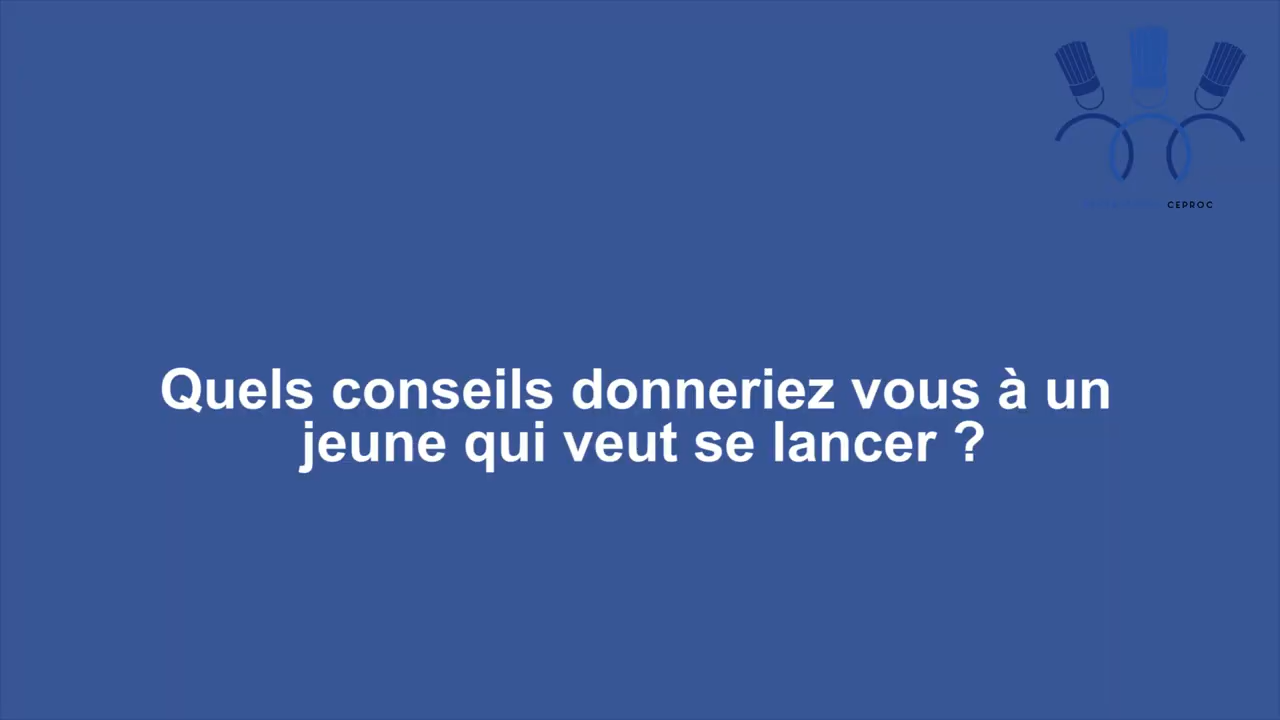 CEPROC
Quels conseils donneriez vous à un
jeune qui veut se lancer ?